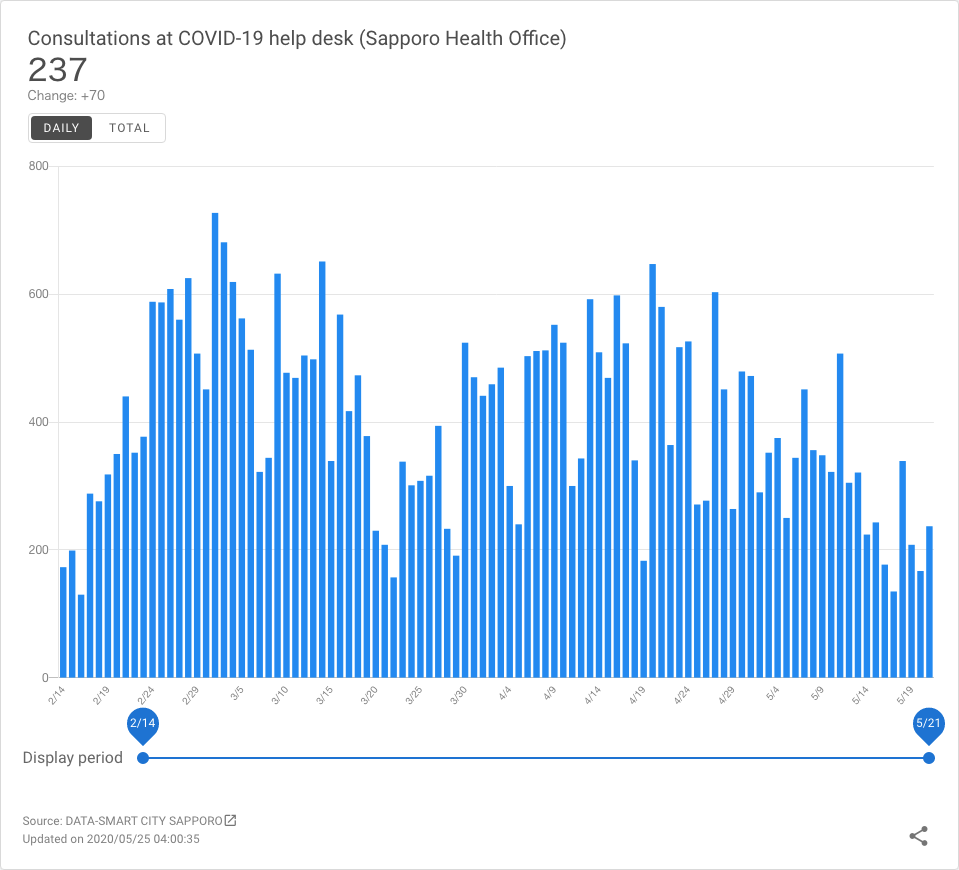 Consultations at COVID-19 help desk (Sapporo Health Office)
237
Change: +70
DAILY TOTAL
800
600
400
200
0
2/14 2/19 2/24 2/29 3/5 3/10 3/15 3/20 3/25 3/30 4/4 4/9 4/14 4/19 4/24 4/29 5/4 5/9 5/14 5/19
2/14 5/21
Display period
Source: DATA-SMART CITY SAPPORO
Updated on 2020/05/25 04:00:35